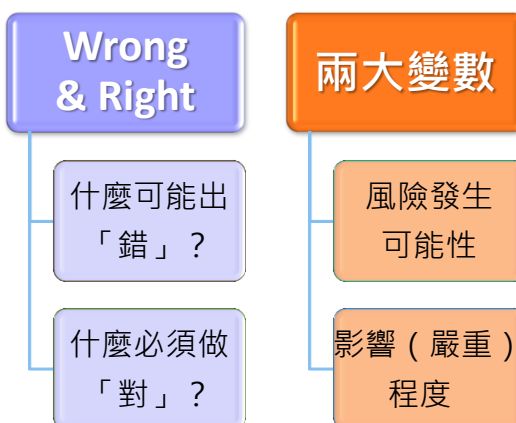 Wrong
& Right
什麼可能出
「錯」？
什麼必須做
「對」？
兩大變數
風險發生
可能性
影響（嚴重）
程度